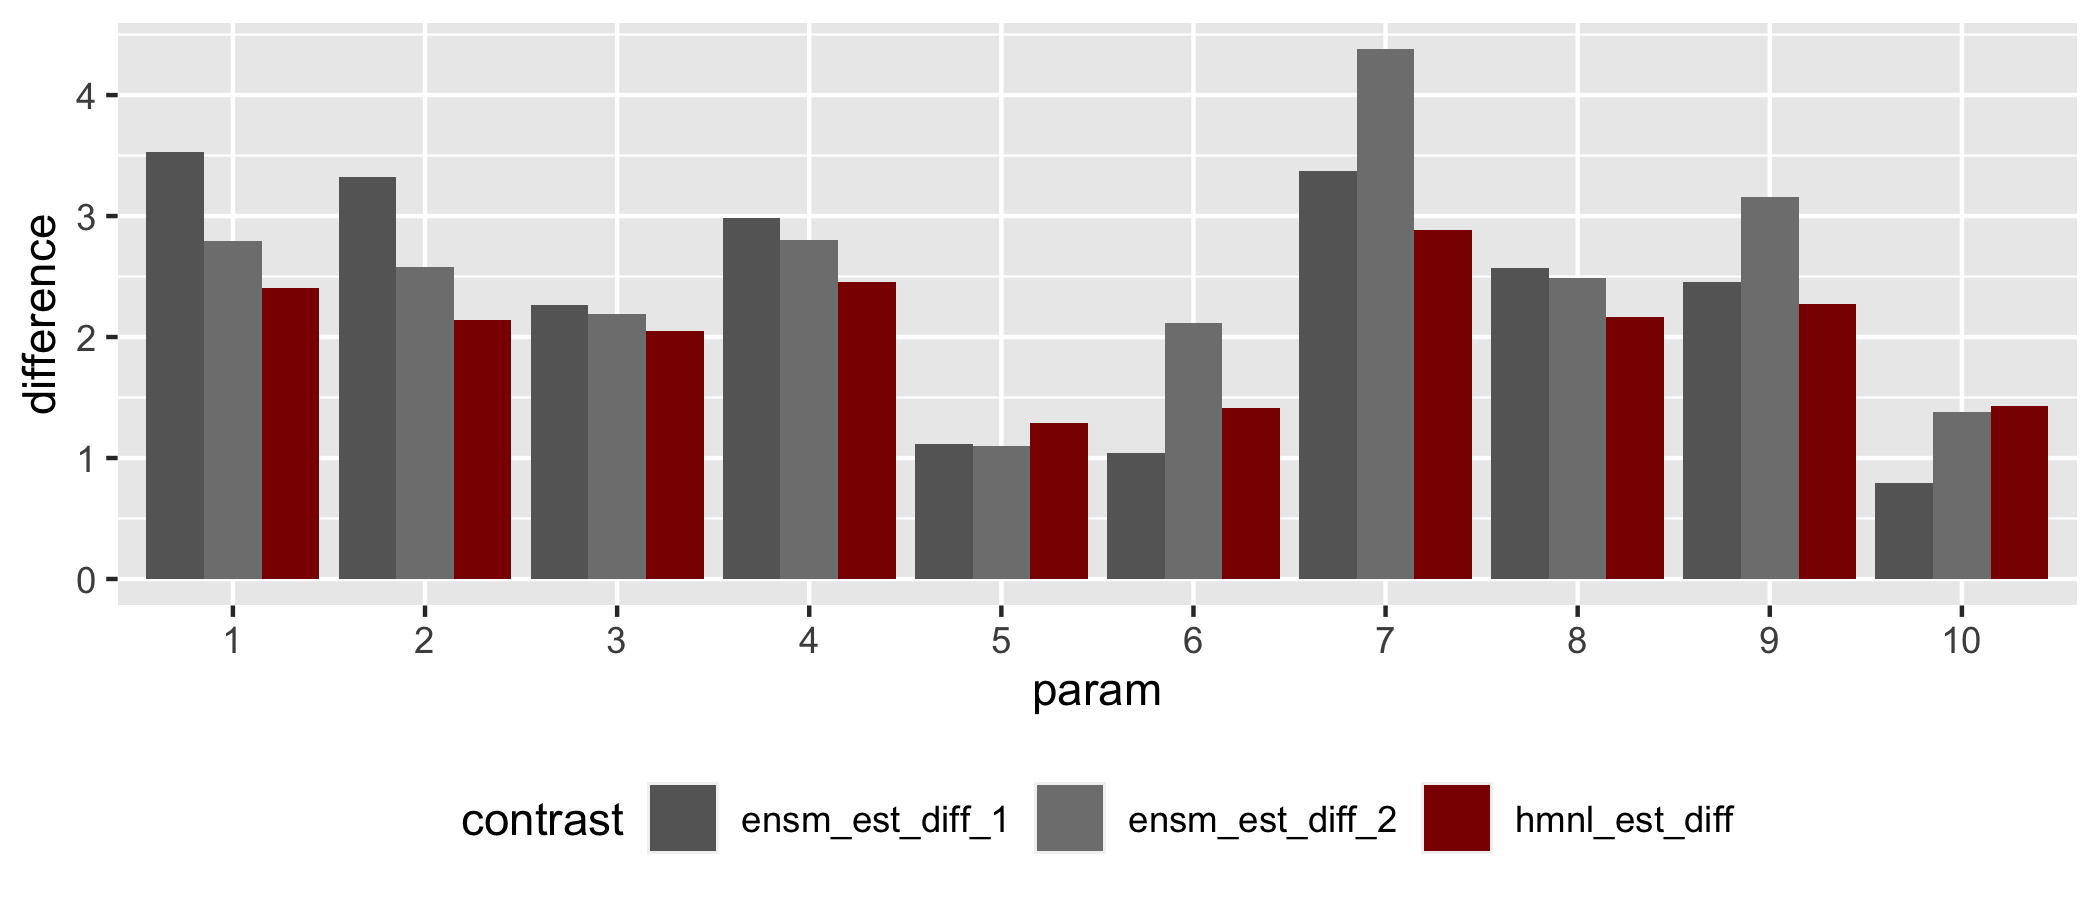 difference
4
3
2
1
0
1 2 3 4 5 6 7 8 9 10
param
contrast ensm_est_diff_1 ensm_est_diff_2 hmnl_est_diff